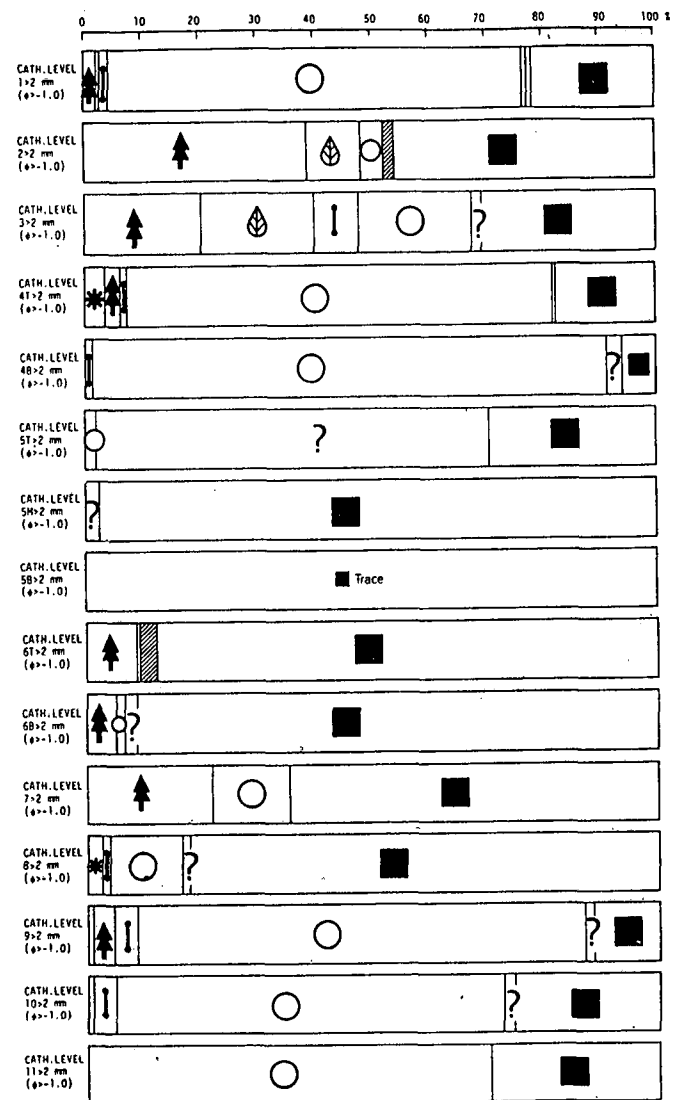 0 10 20 30 40 50 60 70 80 90 100 %
CATH.LEVEL
1>2 mm
(φ>-1.0)
CATH.LEVEL
2>2 mm
(φ>-1.0)
CATH.LEVEL
3>2 mm
(φ>-1.0)
?
CATH.LEVEL
4T>2 mm
(φ>-1.0)
CATH.LEVEL
4B>2 mm
(φ>-1.0)
?
CATH.LEVEL
5T>2 mm
(φ>-1.0)
?
CATH.LEVEL
5M>2 mm
(φ>-1.0)
?
CATH.LEVEL
5B>2 mm
(φ>-1.0)
Trace
CATH.LEVEL
6T>2 mm
(φ>-1.0)
CATH.LEVEL
6B>2 mm
(φ>-1.0)
?
CATH.LEVEL
7>2 mm
(φ>-1.0)
CATH.LEVEL
8>2 mm
(φ>-1.0)
?
CATH.LEVEL
9>2 mm
(φ>-1.0)
?
CATH.LEVEL
10>2 mm
(φ>-1.0)
?
CATH.LEVEL
11>2 mm
(φ>-1.0)